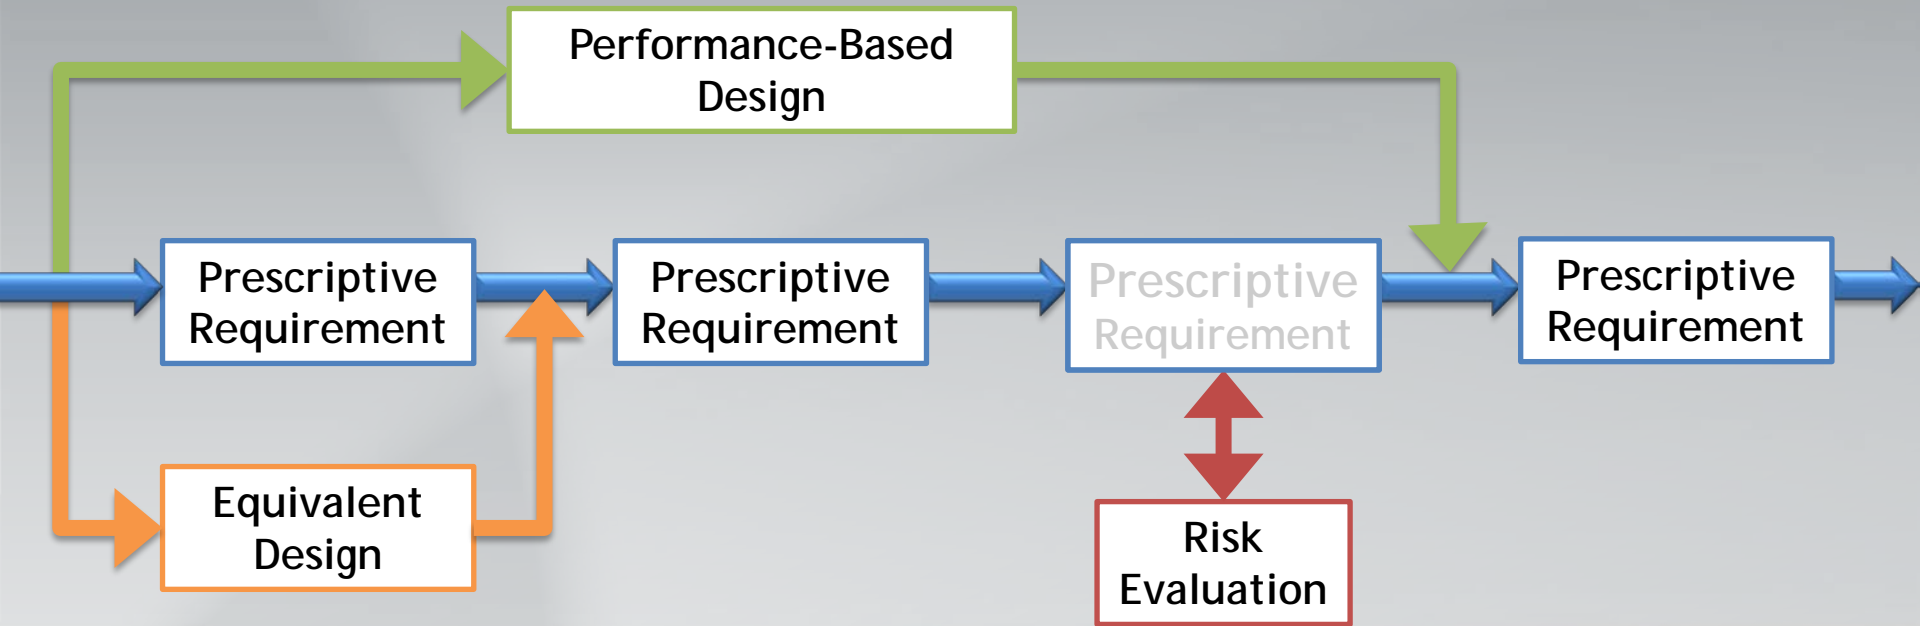 Performance-Based
Design
Prescriptive
Requirement
Prescriptive
Requirement
Prescriptive
Requirement
Prescriptive
Requirement
Equivalent
Design
Risk
Evaluation